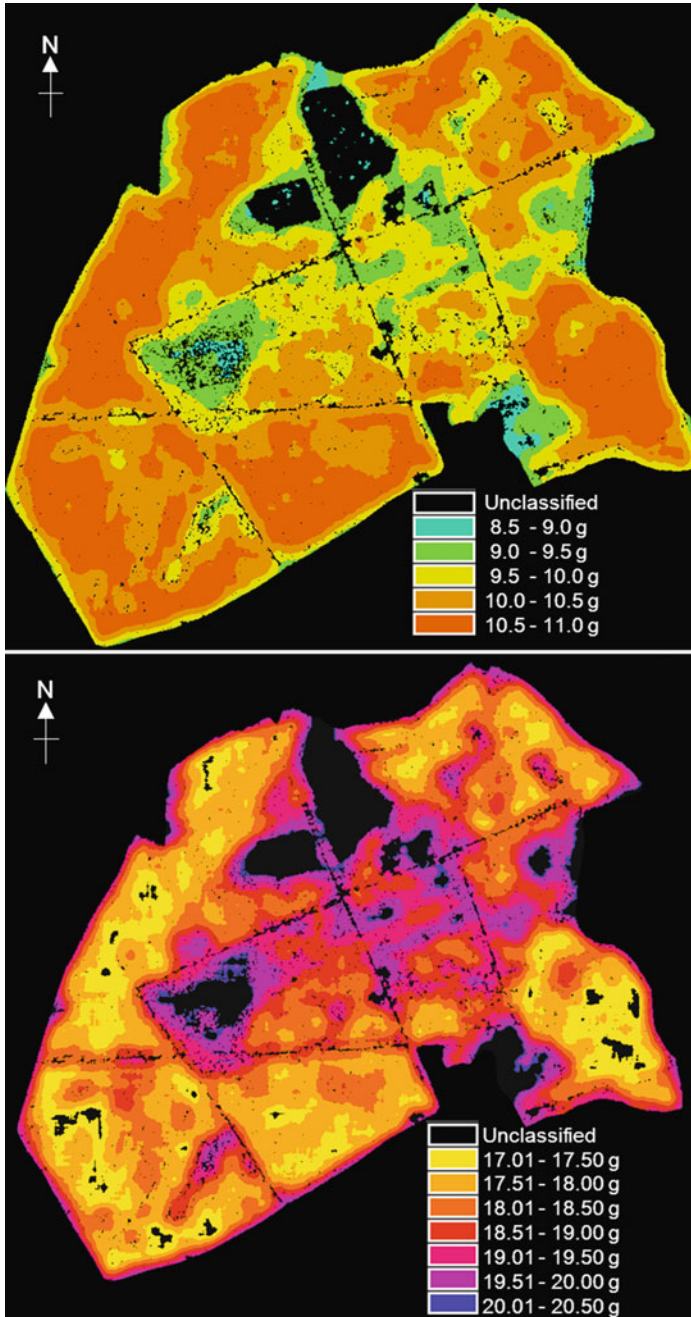 N
Unclassified
8.5 - 9.0 g
9.0 - 9.5 g
9.5 - 10.0 g
10.0 - 10.5 g
10.5 - 11.0 g
N
Unclassified
17.01 - 17.50 g
17.51 - 18.00 g
18.01 - 18.50 g
18.51 - 19.00 g
19.01 - 19.50 g
19.51 - 20.00 g
20.01 - 20.50 g